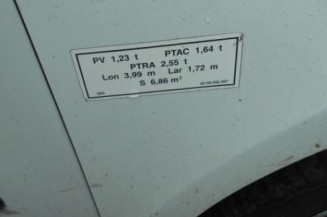 PV 1,23 t PTAC 1,64 t
PTRA 2,55 t
Lon 3,99 m Lar 1,72 m
S 6,86 m²